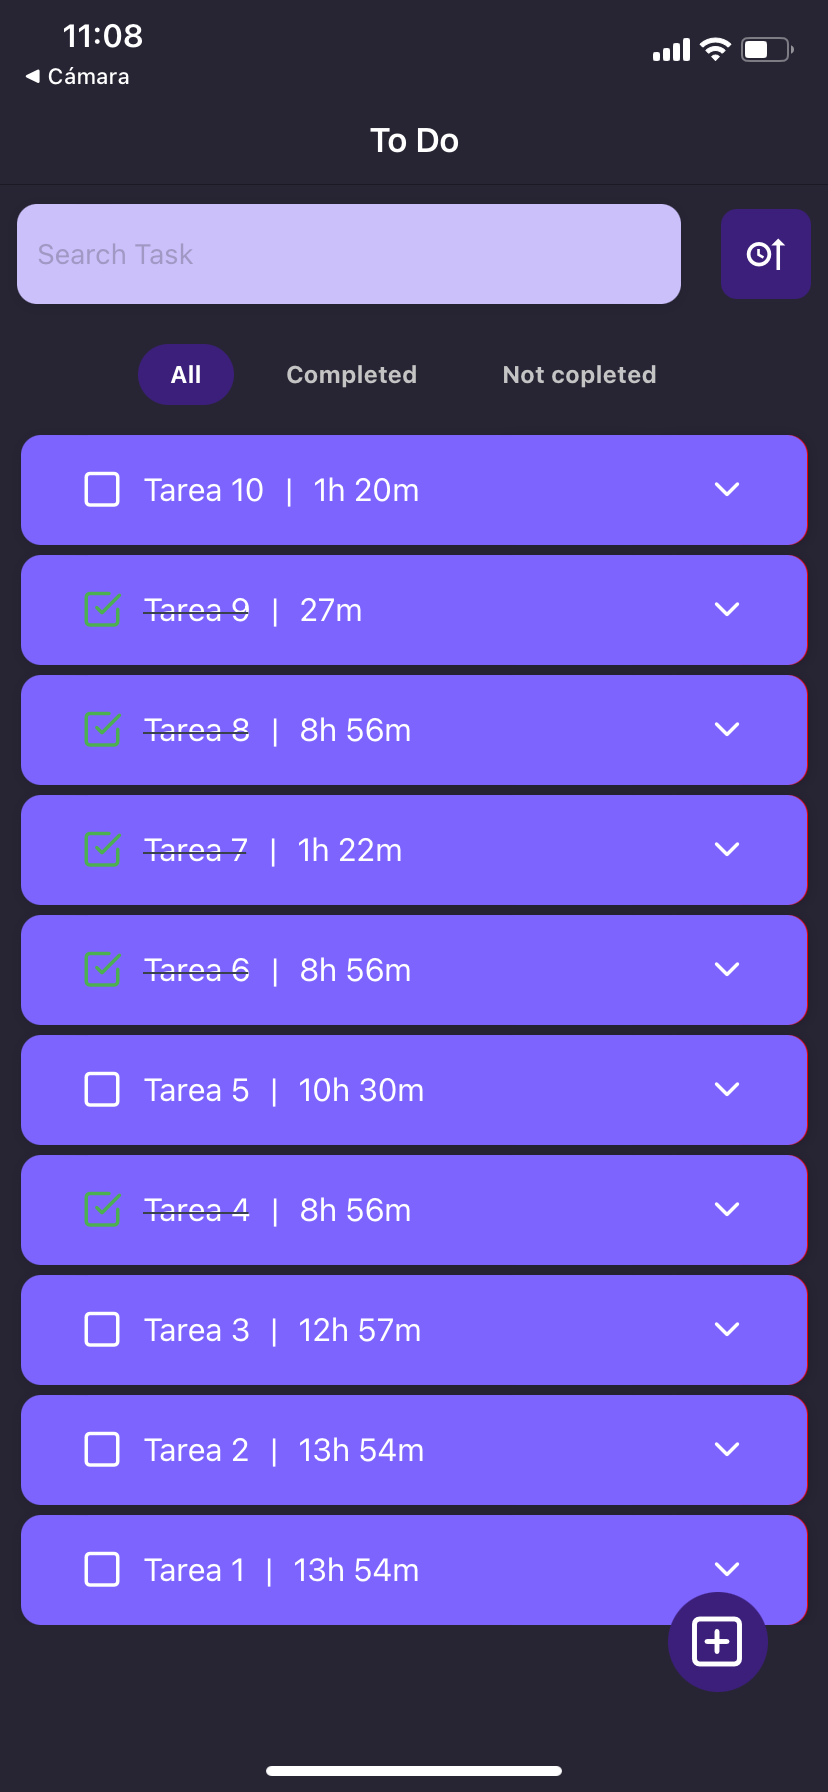 11:08
◀ Cámara
To Do
Search Task
All Completed Not copleted
Tarea 10 | 1h 20m
Tarea 9 | 27m
Tarea 8 | 8h 56m
Tarea 7 | 1h 22m
Tarea 6 | 8h 56m
Tarea 5 | 10h 30m
Tarea 4 | 8h 56m
Tarea 3 | 12h 57m
Tarea 2 | 13h 54m
Tarea 1 | 13h 54m